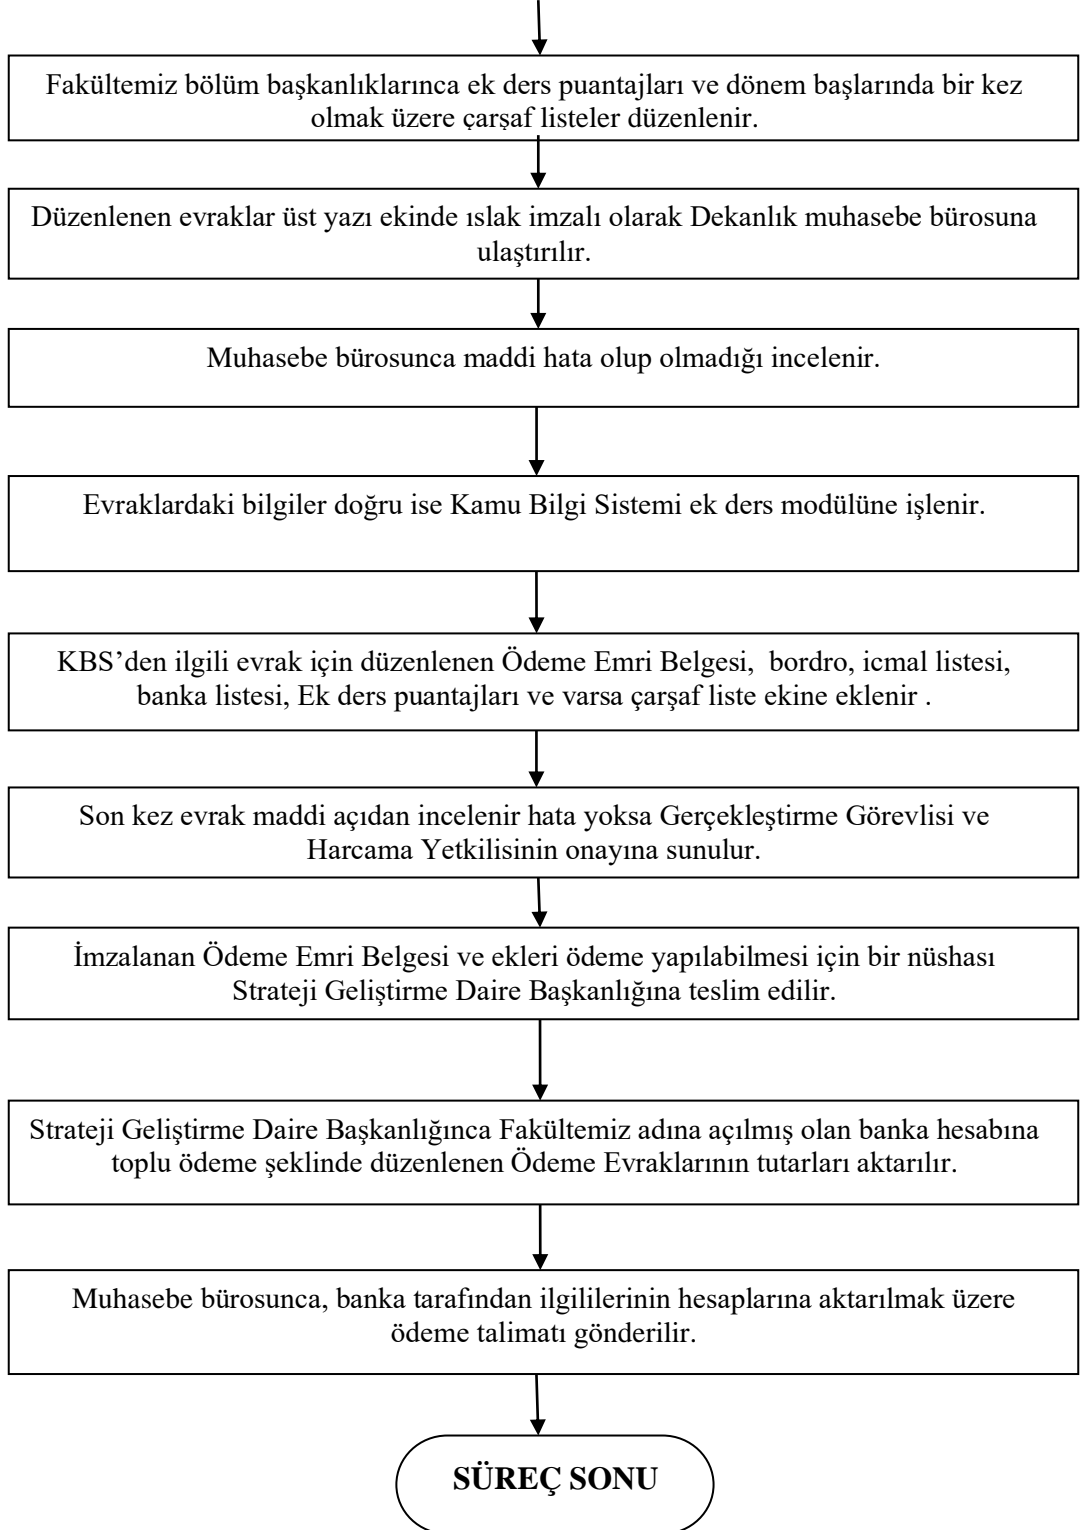 Fakültemiz bölüm başkanlıklarınca ek ders puantajları ve dönem başlarında bir kez
olmak üzere çarşaf listeler düzenlenir.
Düzenlenen evraklar üst yazı ekinde ıslak imzalı olarak Dekanlık muhasebe bürosuna
ulaştırılır.
Muhasebe bürosunca maddi hata olup olmadığı incelenir.
Evraklardaki bilgiler doğru ise Kamu Bilgi Sistemi ek ders modülüne işlenir.
KBS’den ilgili evrak için düzenlenen Ödeme Emri Belgesi, bordro, icmal listesi,
banka listesi, Ek ders puantajları ve varsa çarşaf liste ekine eklenir .
Son kez evrak maddi açıdan incelenir hata yoksa Gerçekleştirme Görevlisi ve
Harcama Yetkilisinin onayına sunulur.
İmzalanan Ödeme Emri Belgesi ve ekleri ödeme yapılabilmesi için bir nüshası
Strateji Geliştirme Daire Başkanlığına teslim edilir.
Strateji Geliştirme Daire Başkanlığınca Fakültemiz adına açılmış olan banka hesabına
toplu ödeme şeklinde düzenlenen Ödeme Evraklarının tutarları aktarılır.
Muhasebe bürosunca, banka tarafından ilgililerinin hesaplarına aktarılmak üzere
ödeme talimatı gönderilir.
SÜREÇ SONU